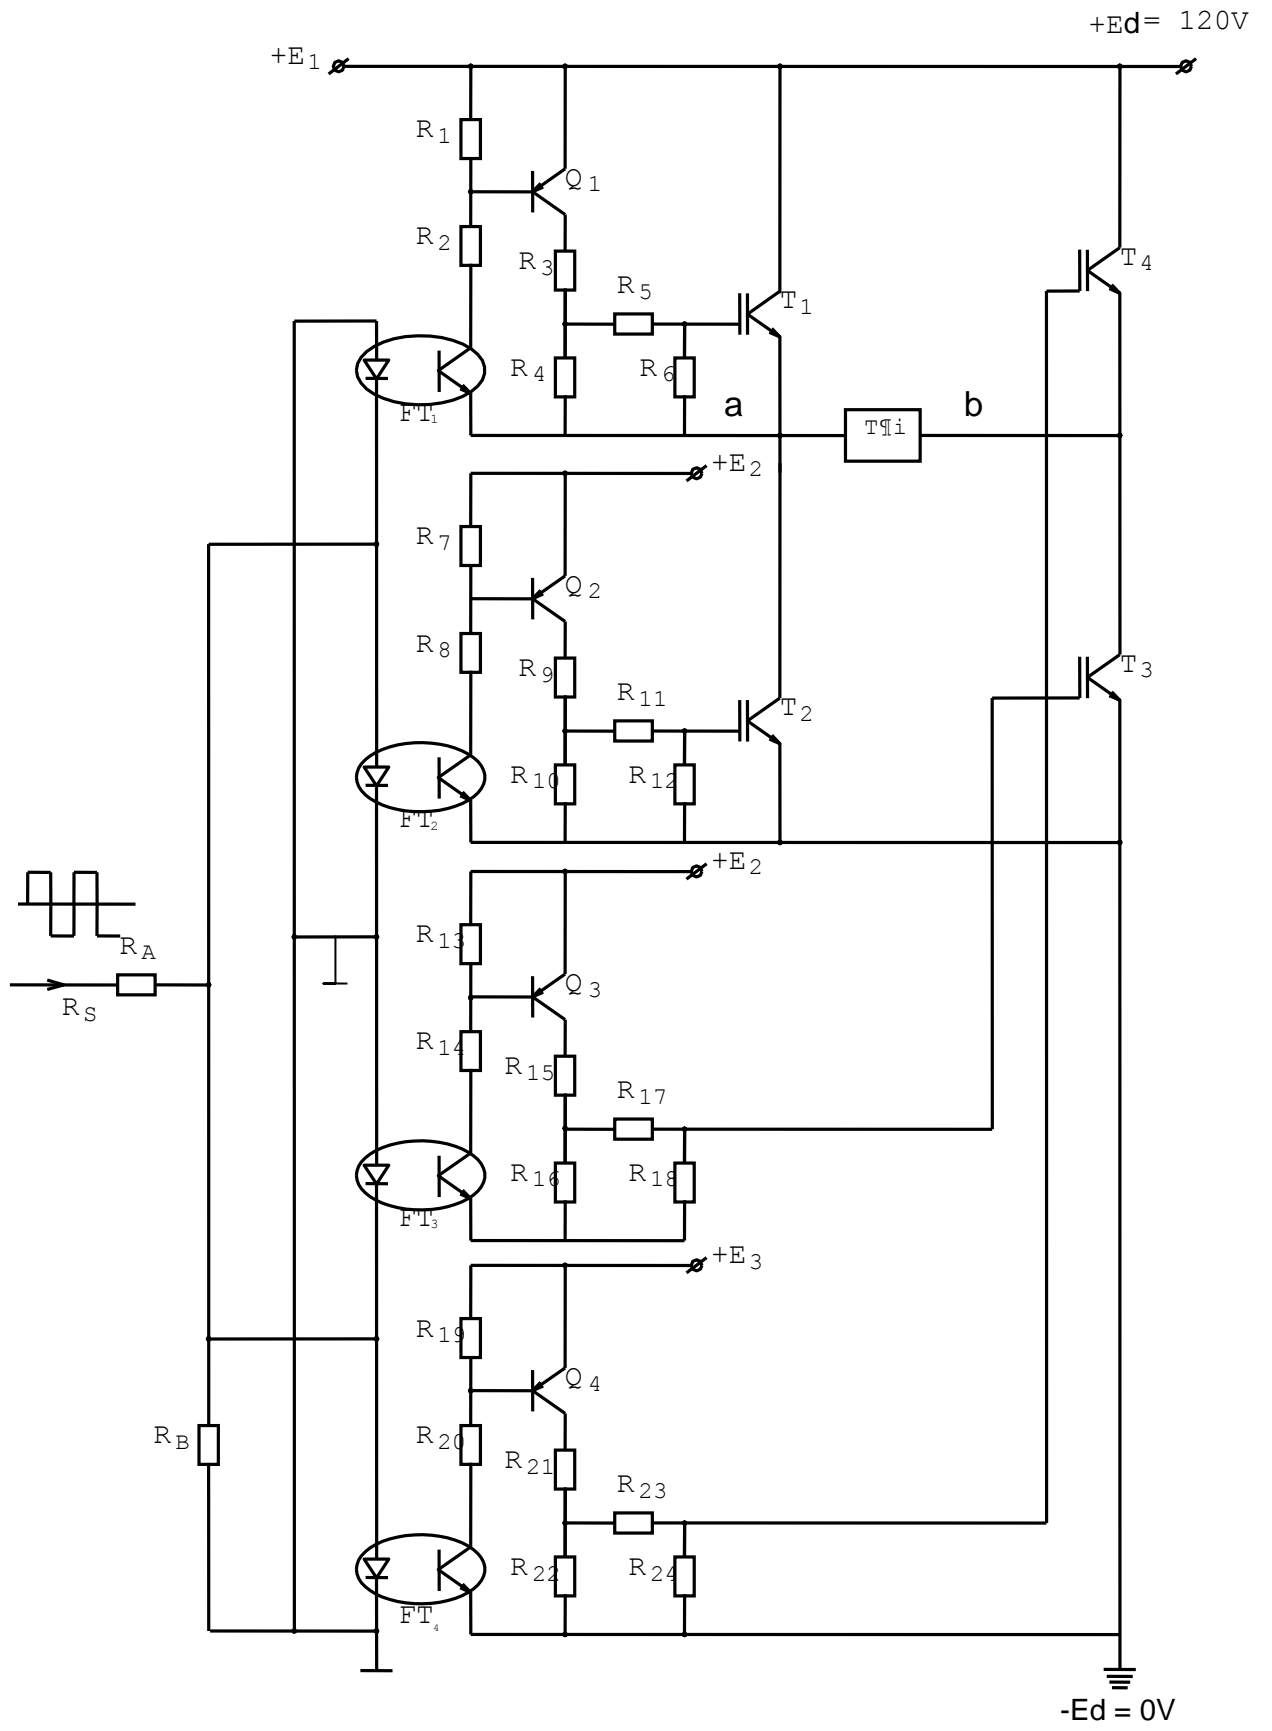 +Ed= 120V
+E1
R1
Q1
R2
R3
R5
T1
T4
R4
R6
FT1
a
T¶i
b
+E2
R7
Q2
R8
R9
R11
T2
T3
R10
R12
FT2
+E2
R13
RA
RS
Q3
R14
R15
R17
R16
R18
FT3
+E3
R19
Q4
RB
R20
R21
R23
R22
R24
FT4
-Ed = 0V